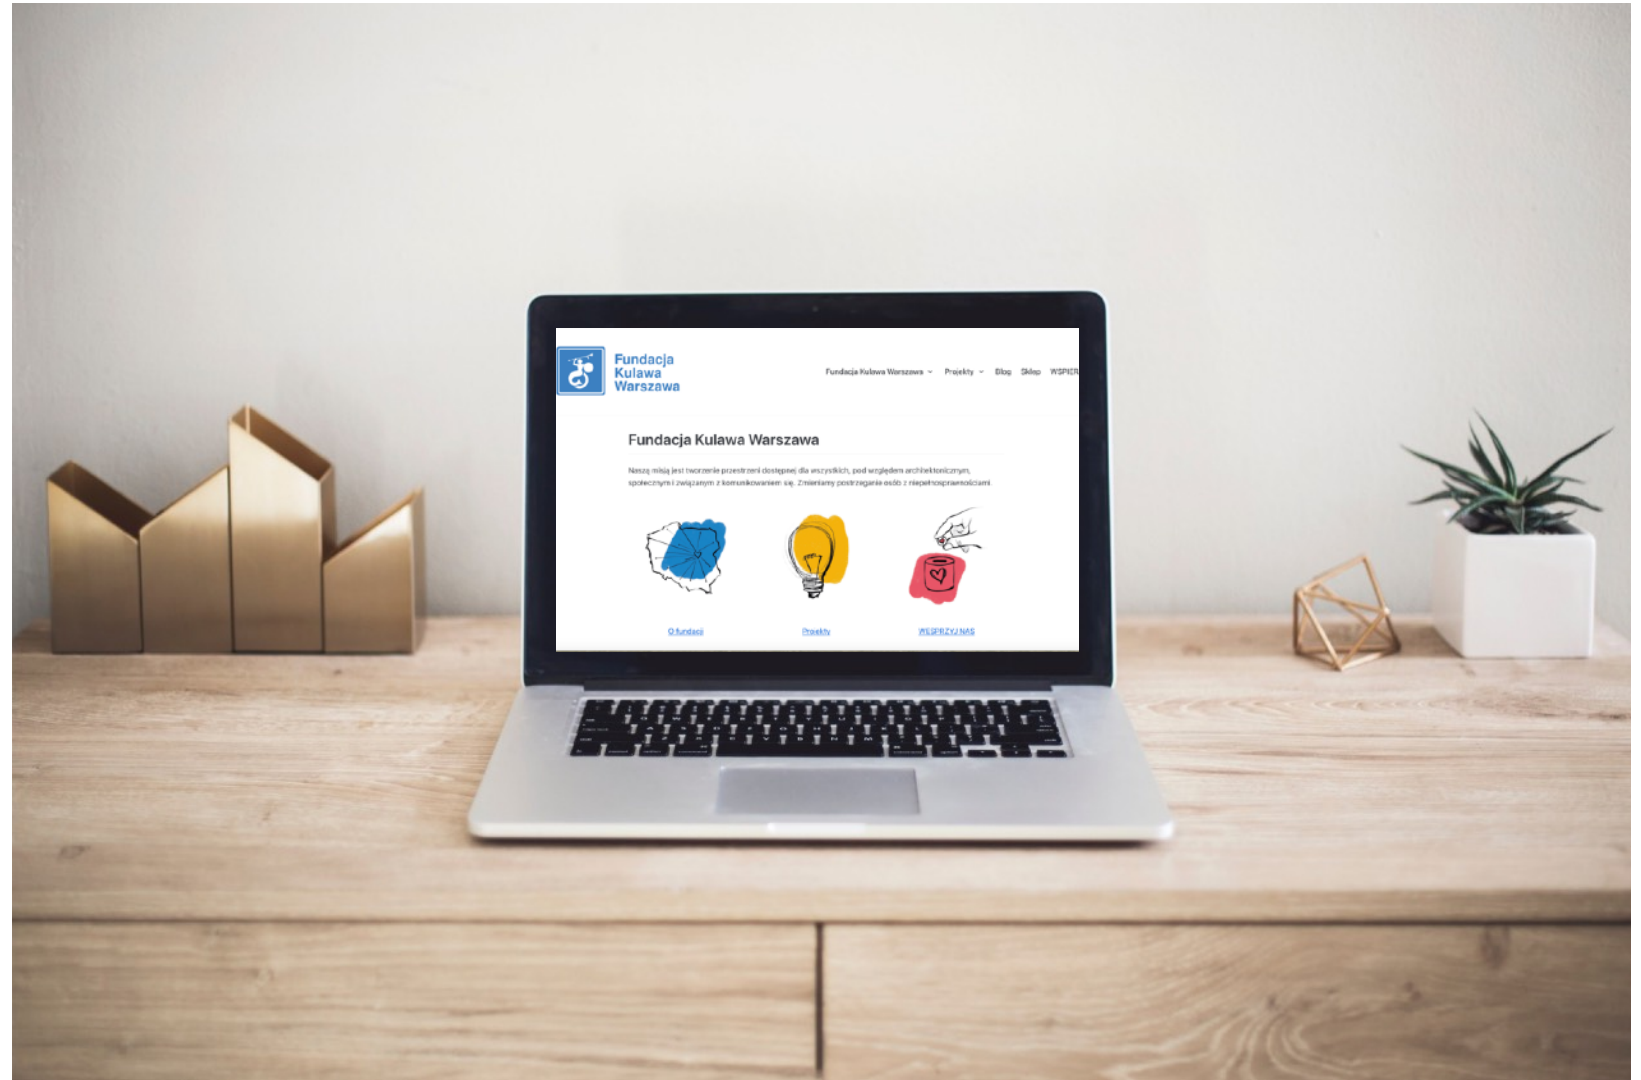 Fundacja
Kulawa
Warszawa
Fundacja Kulawa Warszawa Projekty Blog Sklep WSPIER
Fundacja Kulawa Warszawa
Naszą misją jest tworzenie przestrzeni dostępnej dla wszystkich, pod względem architektonicznym,
społecznym i związanym z komunikowaniem się. Zmieniamy postrzeganie osób z niepełnosprawnościami.
O fundacji Projekty WESPRZYJ NAS